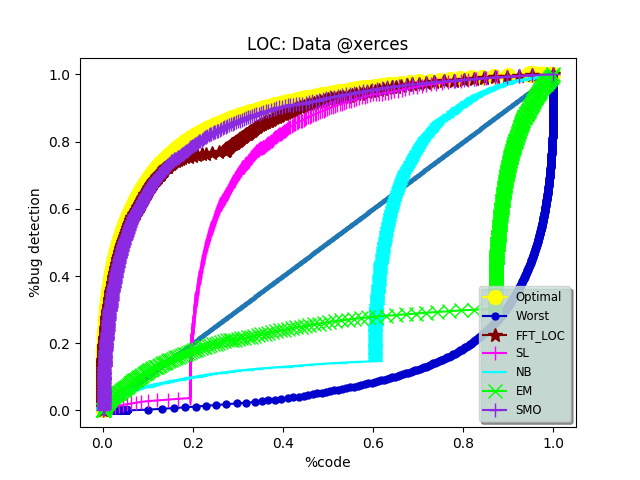 LOC: Data @xerces
1.0
0.8
0.6
0.4
0.2
0.0
%bug detection
0.0 0.2 0.4 0.6 0.8 1.0
%code
Optimal
Worst
FFT_LOC
SL
NB
EM
SMO